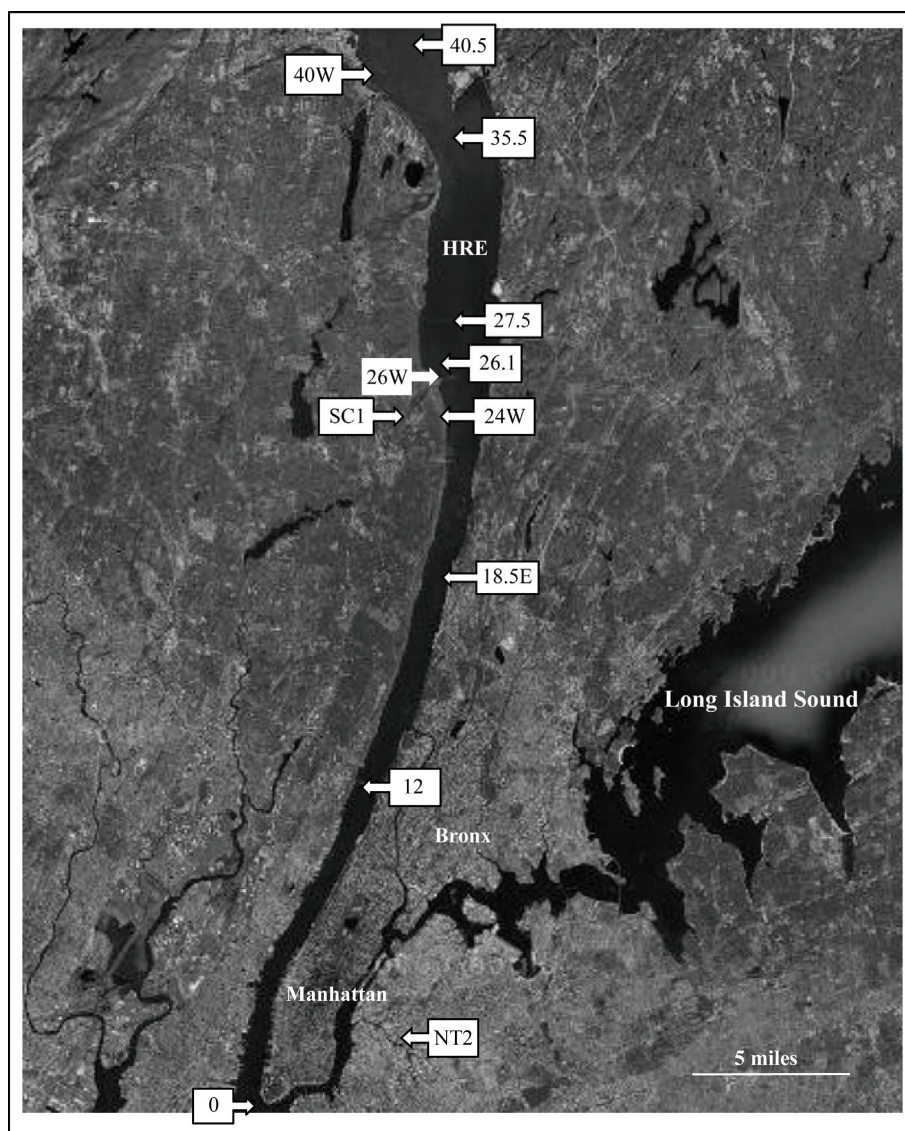 40.5
40W
35.5
HRE
27.5
26.1
26W
SC1
24W
18.5E
Long Island Sound
12
Bronx
Manhattan
NT2
5 miles
0